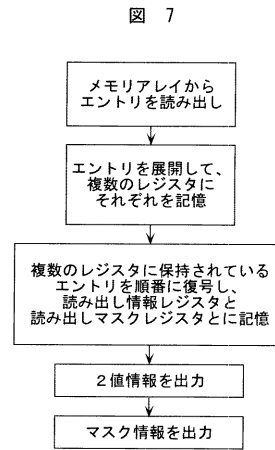 図 7
メモリアレイから
エントリを読み出し
エントリを展開して、
複数のレジスタに
それぞれを記憶
複数のレジスタに保持されている
エントリを順番に復号し、
読み出し情報レジスタと
読み出しマスクレジスタとに記憶
2値情報を出力
マスク情報を出力